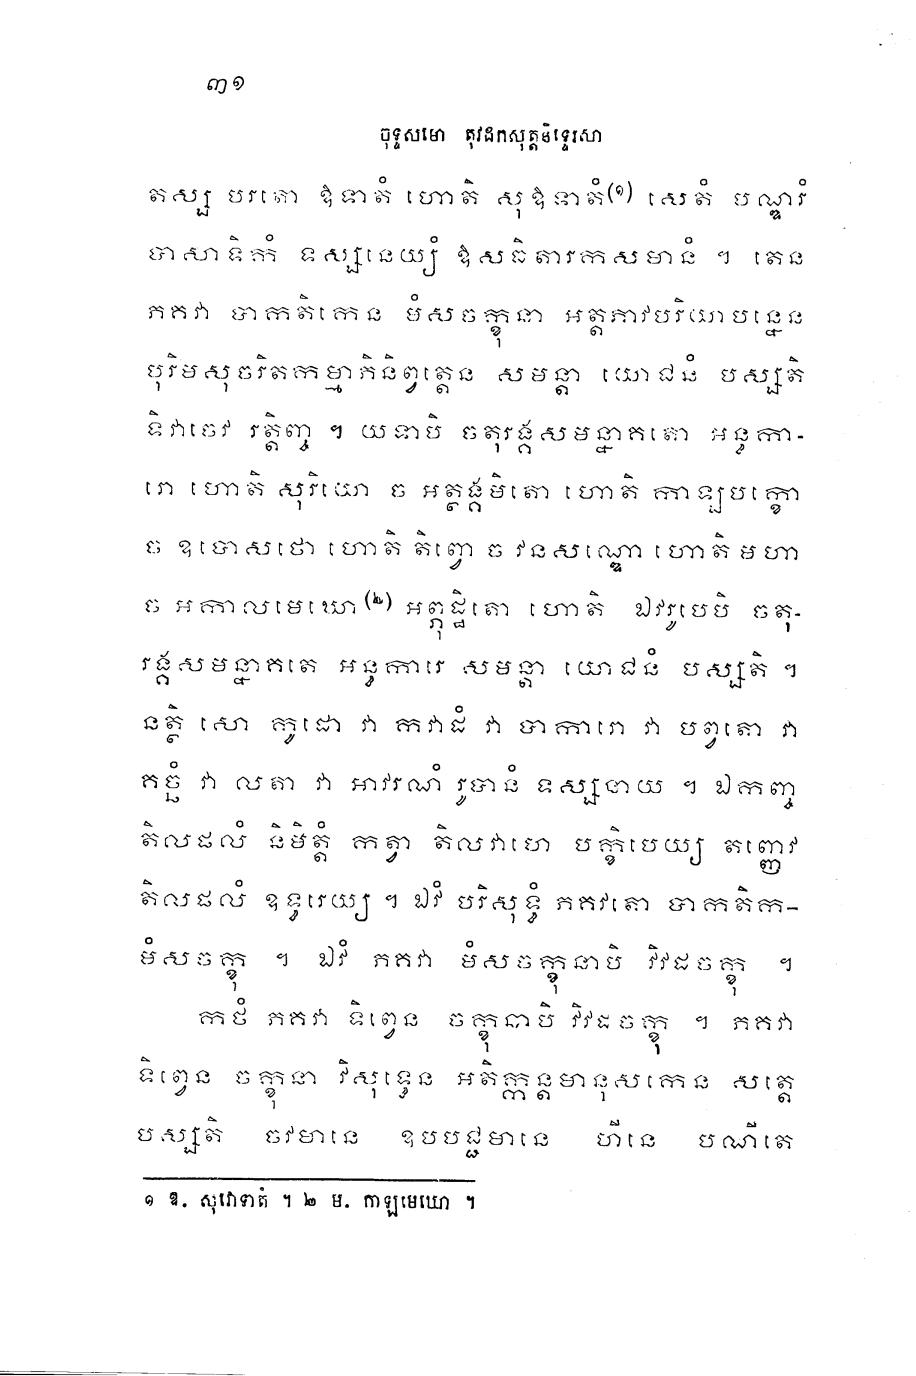 ៣១
ចុទ្ទសមោ តុវដកសុត្តនិទ្ទេសោ
តស្ស បរតោ ឱទាតំ ហោតិ សុឱទាតំ(១) សេតំ បណ្ឌរំ
បាសាទិកំ ទស្សនេយ្យំ ឱសធិតារកសមានំ ។ តេន
ភគវា បាកតិកេន មំសចក្ខុនា អត្តភាវបរិយាបន្នេន
បុរិមសុចរិតកម្មាភិនិព្វត្តេន សមន្តា យោជនំ បស្សតិ
ទិវាចេវ រត្តិញ្ច ។ យទាបិ ចតុរង្គសមន្នាគតោ អន្ធកា-
រោ ហោតិ សុរិយោ ច អត្ថង្គមិតោ ហោតិ កាឡបក្ខោ
ច ឧបោសថោ ហោតិ តិព្វោ ច វនសណ្ឌោ ហោតិ មហា
ច អកាលមេឃោ(២) អព្ភុដ្ឋិតោ ហោតិ ឯវរូបេបិ ចតុ-
រង្គសមន្នាគតេ អន្ធការេ សមន្តា យោជនំ បស្សតិ ។
នត្ថិ សោ កូដោ វា កវាដំ វា បាការោ វា បព្វតោ វា
គច្ឆំ វា លតា វា អាវរណំ រូបានំ ទស្សនាយ ។ ឯកញ្ច
តិលផលំ និមិត្តំ កត្វា តិលវាហេ បក្ខិបេយ្យ តញ្ញេវ
តិលផលំ ឧទ្ធរេយ្យ ។ ឯវំ បរិសុទ្ធំ ភគវតោ បាកតិក-
មំសចក្ខុ ។ ឯវំ ភគវា មំសចក្ខុនាបិ វិវដចក្ខុ ។
កថំ ភគវា ទិព្វេន ចក្ខុនាបិ វិវដចក្ខុ ។ ភគវា
ទិព្វេន ចក្ខុនា វិសុទ្ធេន អតិក្កន្តមានុសកេន សត្តេ
បស្សតិ ចវមានេ ឧបបជ្ជមានេ ហីនេ បណីតេ
១ ឱ. សុវោទាតំ ។ ២ ម. កាឡមេឃោ ។